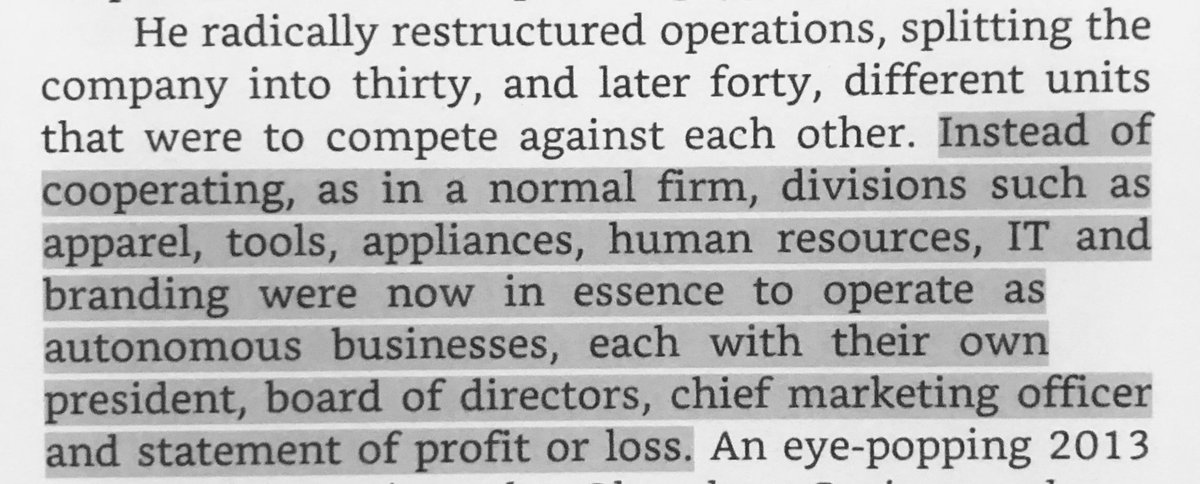 He radically restructured operations, splitting the
company into thirty, and later forty, different units
that were to compete against each other. Instead of
cooperating, as in a normal firm, divisions such as
apparel, tools, appliances, human resources, IT and
branding were now in essence to operate as
autonomous businesses, each with their own
president, board of directors, chief marketing officer
and statement of profit or loss. An eye-popping 2013